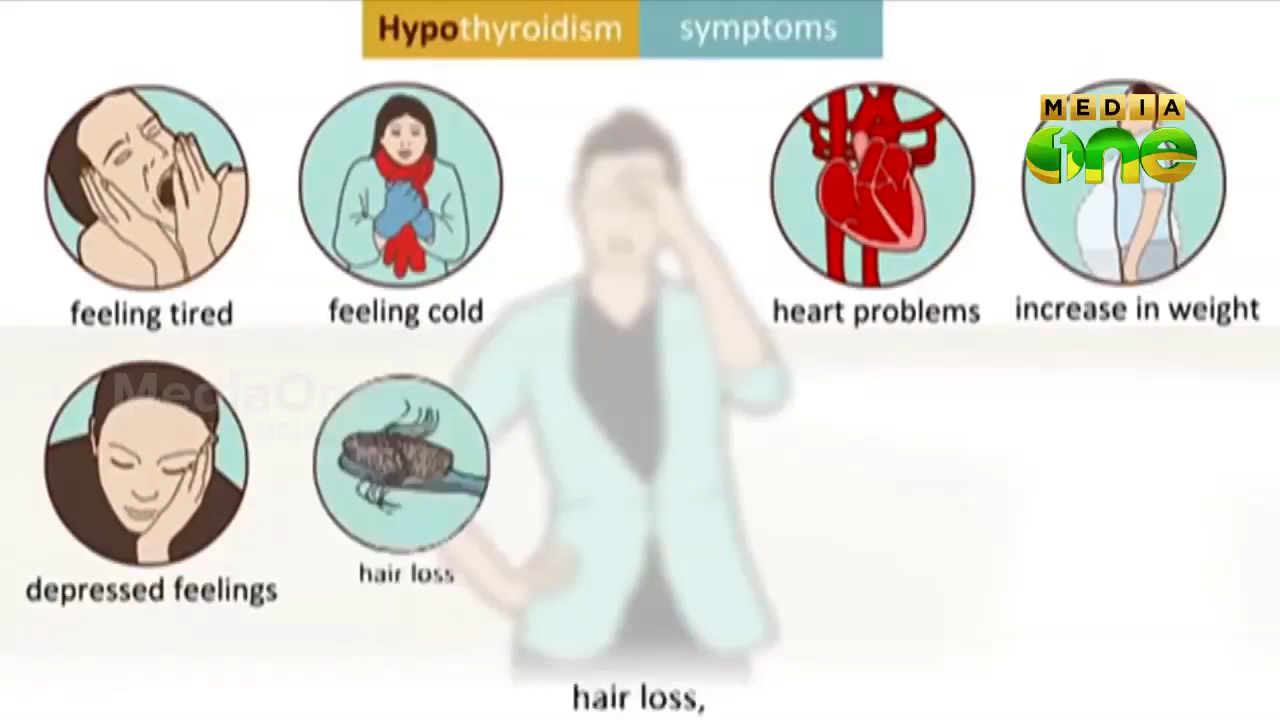 Hypothyroidism symptoms
MEDIA
One
feeling tired
feeling cold
heart problems
increase in weight
MediaOn
depressed feelings
hair loss
hair loss,